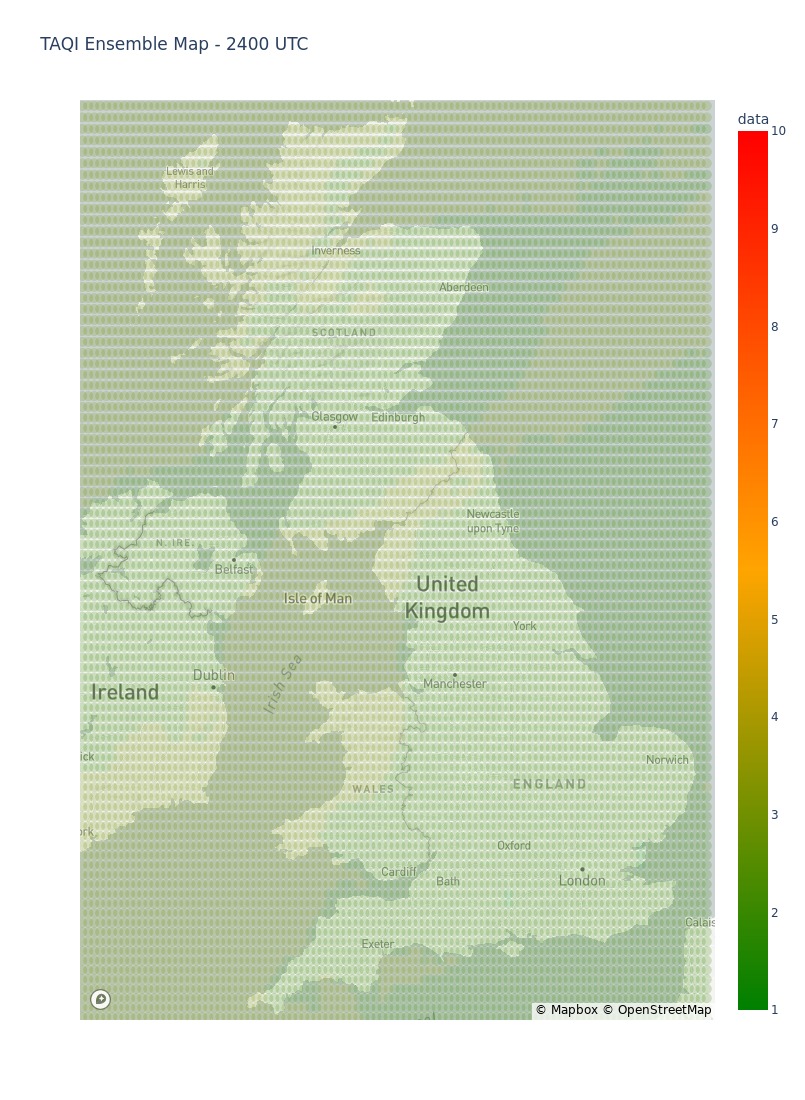 TAQI Ensemble Map - 2400 UTC
data
10
9
8
7
6
5
4
3
2
1
Lewis and
Harris
Inverness
Aberdeen
SCOTLAND
Glasgow
Edinburgh
Newcastle
upon Tyne
N. IRE.
Belfast
Isle of Man
United
Kingdom
York
Irish Sea
Dublin
Manchester
Ireland
ick
Norwich
WALES
ENGLAND
ork
Oxford
Cardiff
Bath
London
Calais
Exeter
© Mapbox © OpenStreetMap